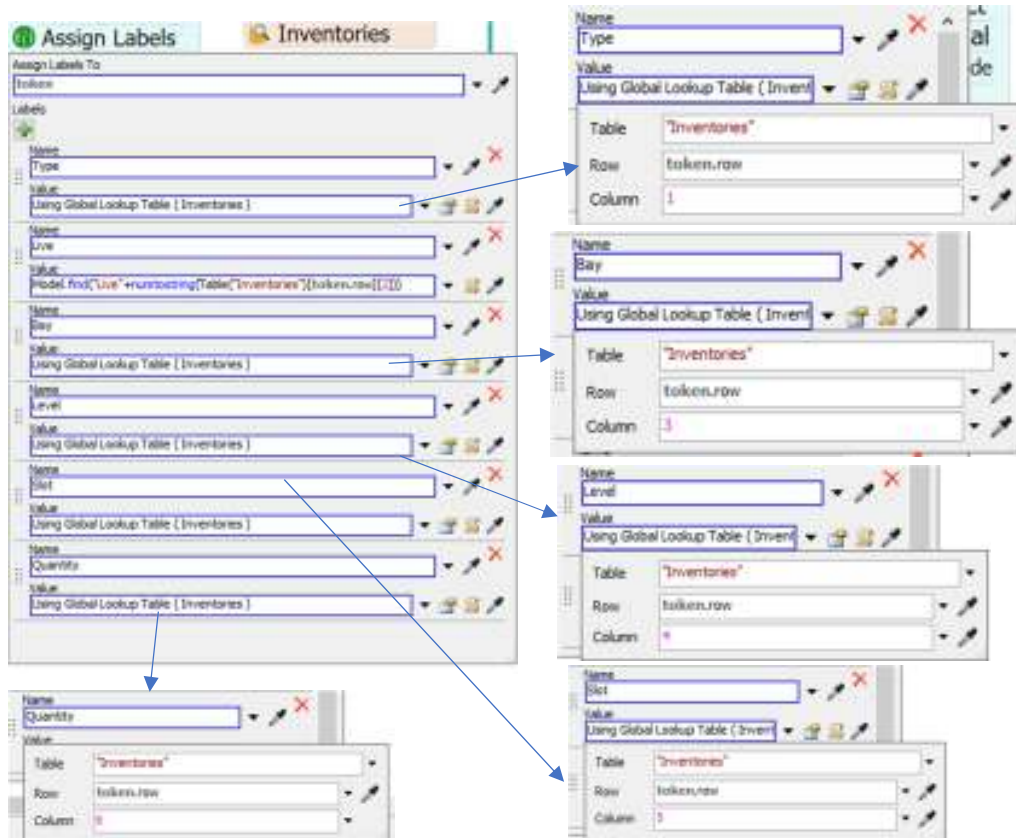 Assign Labels
Inventories
Assign Labels To
token
Labels
Name
Type
Value
Using Global Lookup Table ( Inventories )
Name
Live
Value
Model.find("Live"+numtostring(Table("Inventories")[token.row][2]))
Name
Bay
Value
Using Global Lookup Table ( Inventories )
Name
Level
Value
Using Global Lookup Table ( Inventories )
Name
Slot
Value
Using Global Lookup Table ( Inventories )
Name
Quantity
Value
Using Global Lookup Table ( Inventories )
Name
Quantity
Value
Table "Inventories"
Row token.row
Column
Name
Type
Value
Using Global Lookup Table ( Invent
Table "Inventories"
Row token.row
Column 1
al
de
Name
Bay
Value
Using Global Lookup Table ( Invent
Table "Inventories"
Row token.row
Column 3
Name
Level
Value
Using Global Lookup Table ( Invent
Table "Inventories"
Row token.row
Column 4
Name
Slot
Value
Using Global Lookup Table ( Invent
Table "Inventories"
Row token.row
Column 5